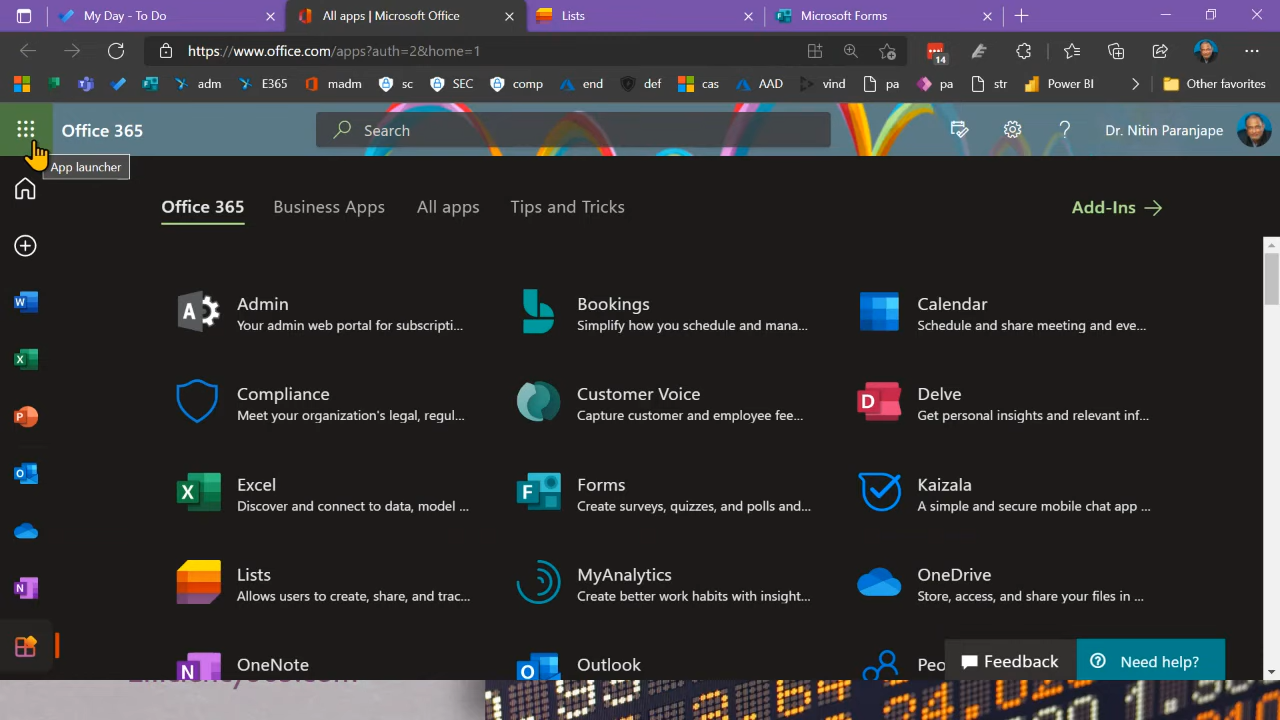 My Day - To Do
All apps | Microsoft Office
Lists
Microsoft Forms
https://www.office.com/apps?auth=2&home=1
14
adm
E365
madm
sc
SEC
comp
end
def
cas
AAD
vind
pa
pa
str
Power BI
Other favorites
Office 365
Search
Dr. Nitin Paranjape
App launcher
Office 365
Business Apps
All apps
Tips and Tricks
Add-Ins →
Admin
Your admin web portal for subscripti...
Bookings
Simplify how you schedule and mana...
Calendar
Schedule and share meeting and eve...
Compliance
Meet your organization's legal, regul...
Customer Voice
Capture customer and employee fee...
Delve
Get personal insights and relevant inf...
Excel
Discover and connect to data, model ...
Forms
Create surveys, quizzes, and polls and...
Kaizala
A simple and secure mobile chat app ...
Lists
Allows users to create, share, and trac...
MyAnalytics
Create better work habits with insight...
OneDrive
Store, access, and share your files in ...
OneNote
Outlook
Peo
Feedback
Need help?